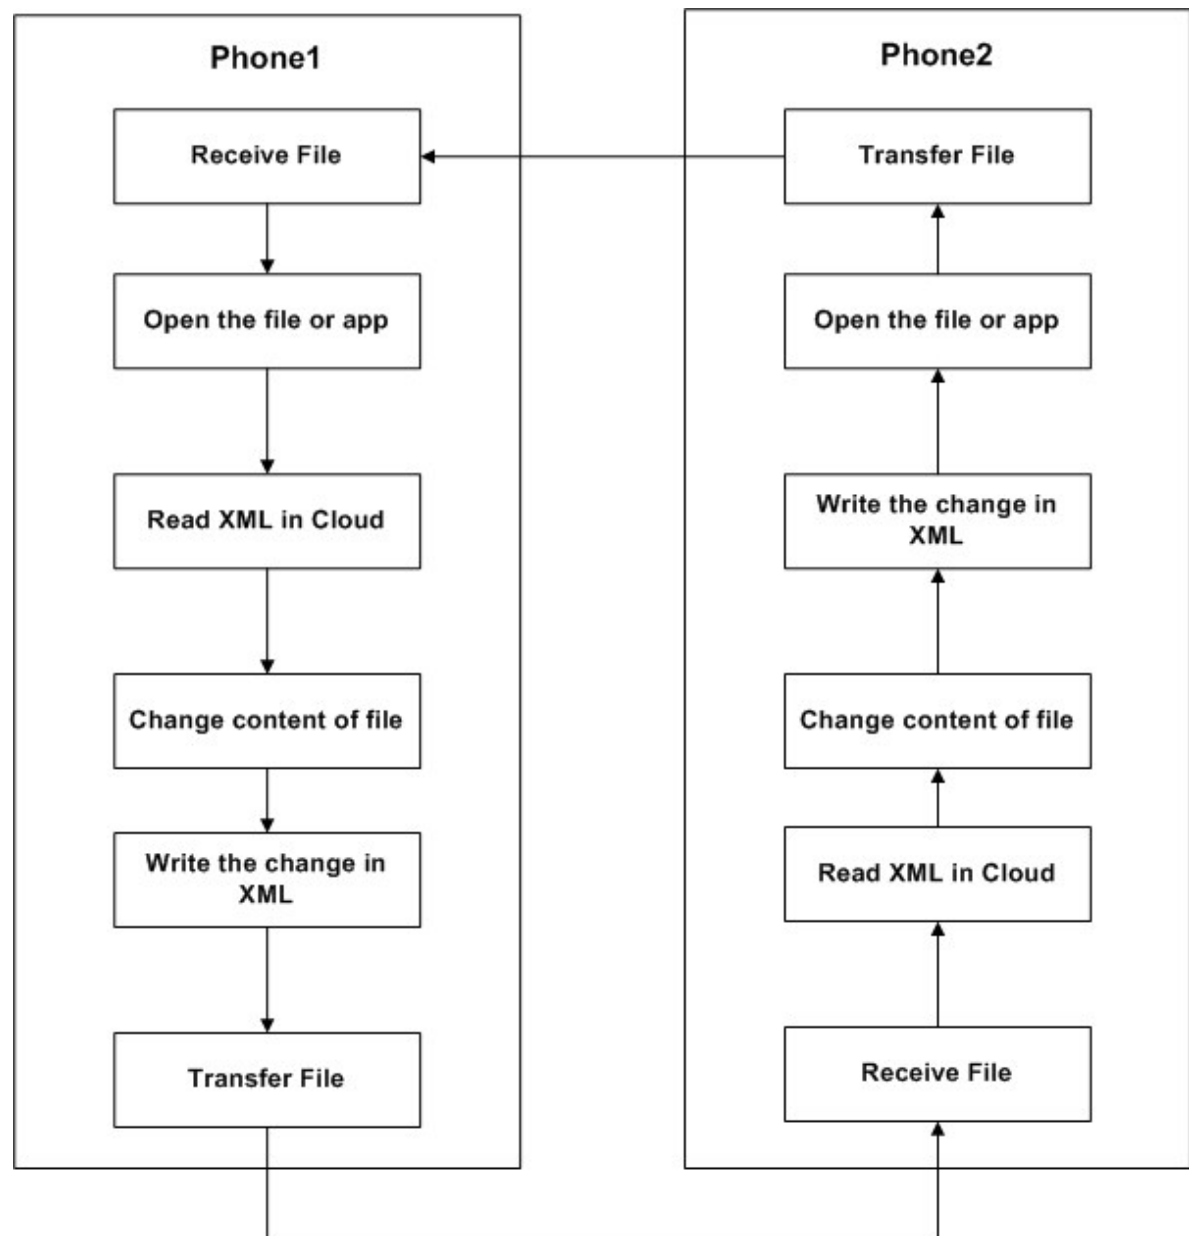 Phone1
Receive File
Open the file or app
Read XML in Cloud
Change content of file
Write the change in
XML
Transfer File
Phone2
Transfer File
Open the file or app
Write the change in
XML
Change content of file
Read XML in Cloud
Receive File